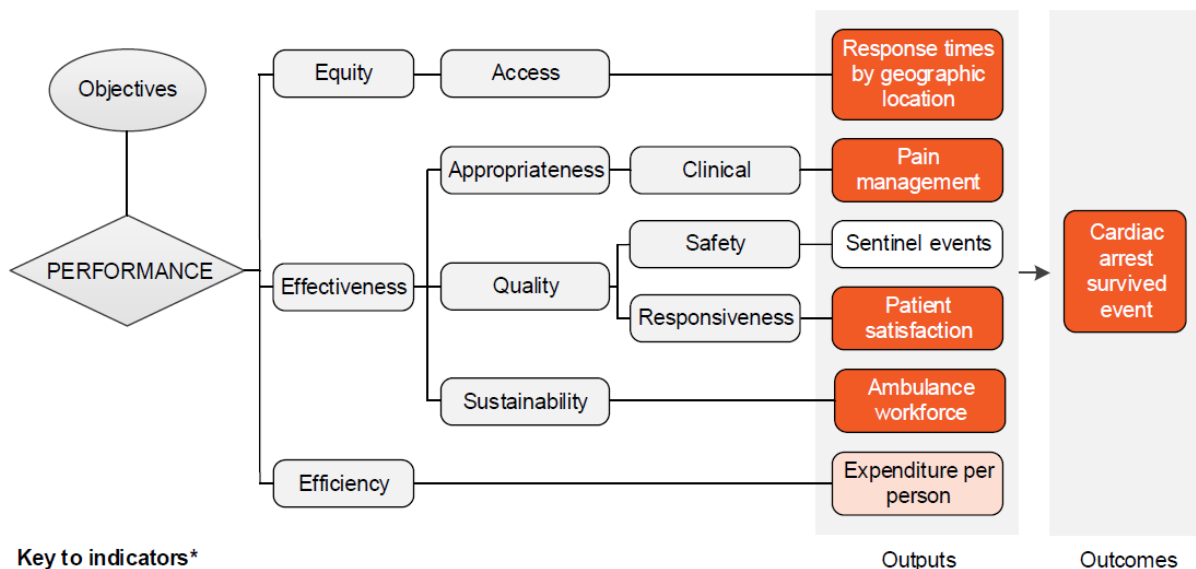 Objectives
PERFORMANCE
Equity
Access
Response times
by geographic
location
Effectiveness
Appropriateness
Clinical
Pain
management
Quality
Safety
Sentinel events
Responsiveness
Patient
satisfaction
Sustainability
Ambulance
workforce
Efficiency
Expenditure per
person
Cardiac
arrest
survived
event
Key to indicators*
Outputs
Outcomes